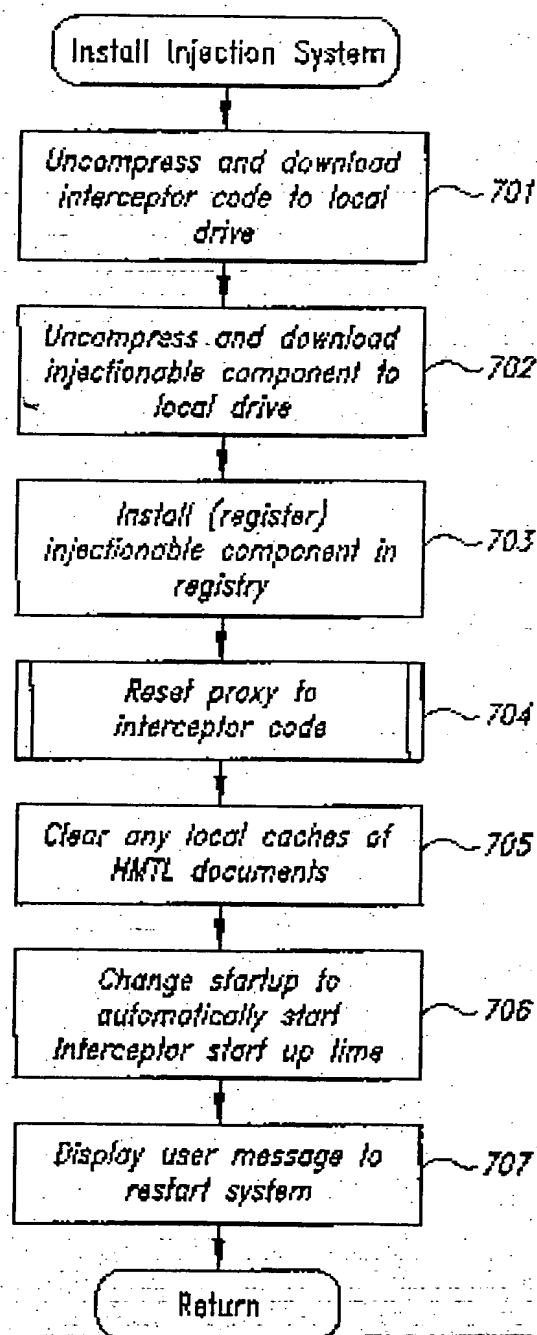 Install Injection System
Uncompress and download
interceptor code to local
drive
701
Uncompress and download
injectionable component to
local drive
702
Install (register)
injectionable component in
registry
703
Reset proxy to
interceptor code
704
Clear any local caches of
HMTL documents
705
Change startup to
automatically start
Interceptor start up time
706
Display user message to
restart system
707
Return